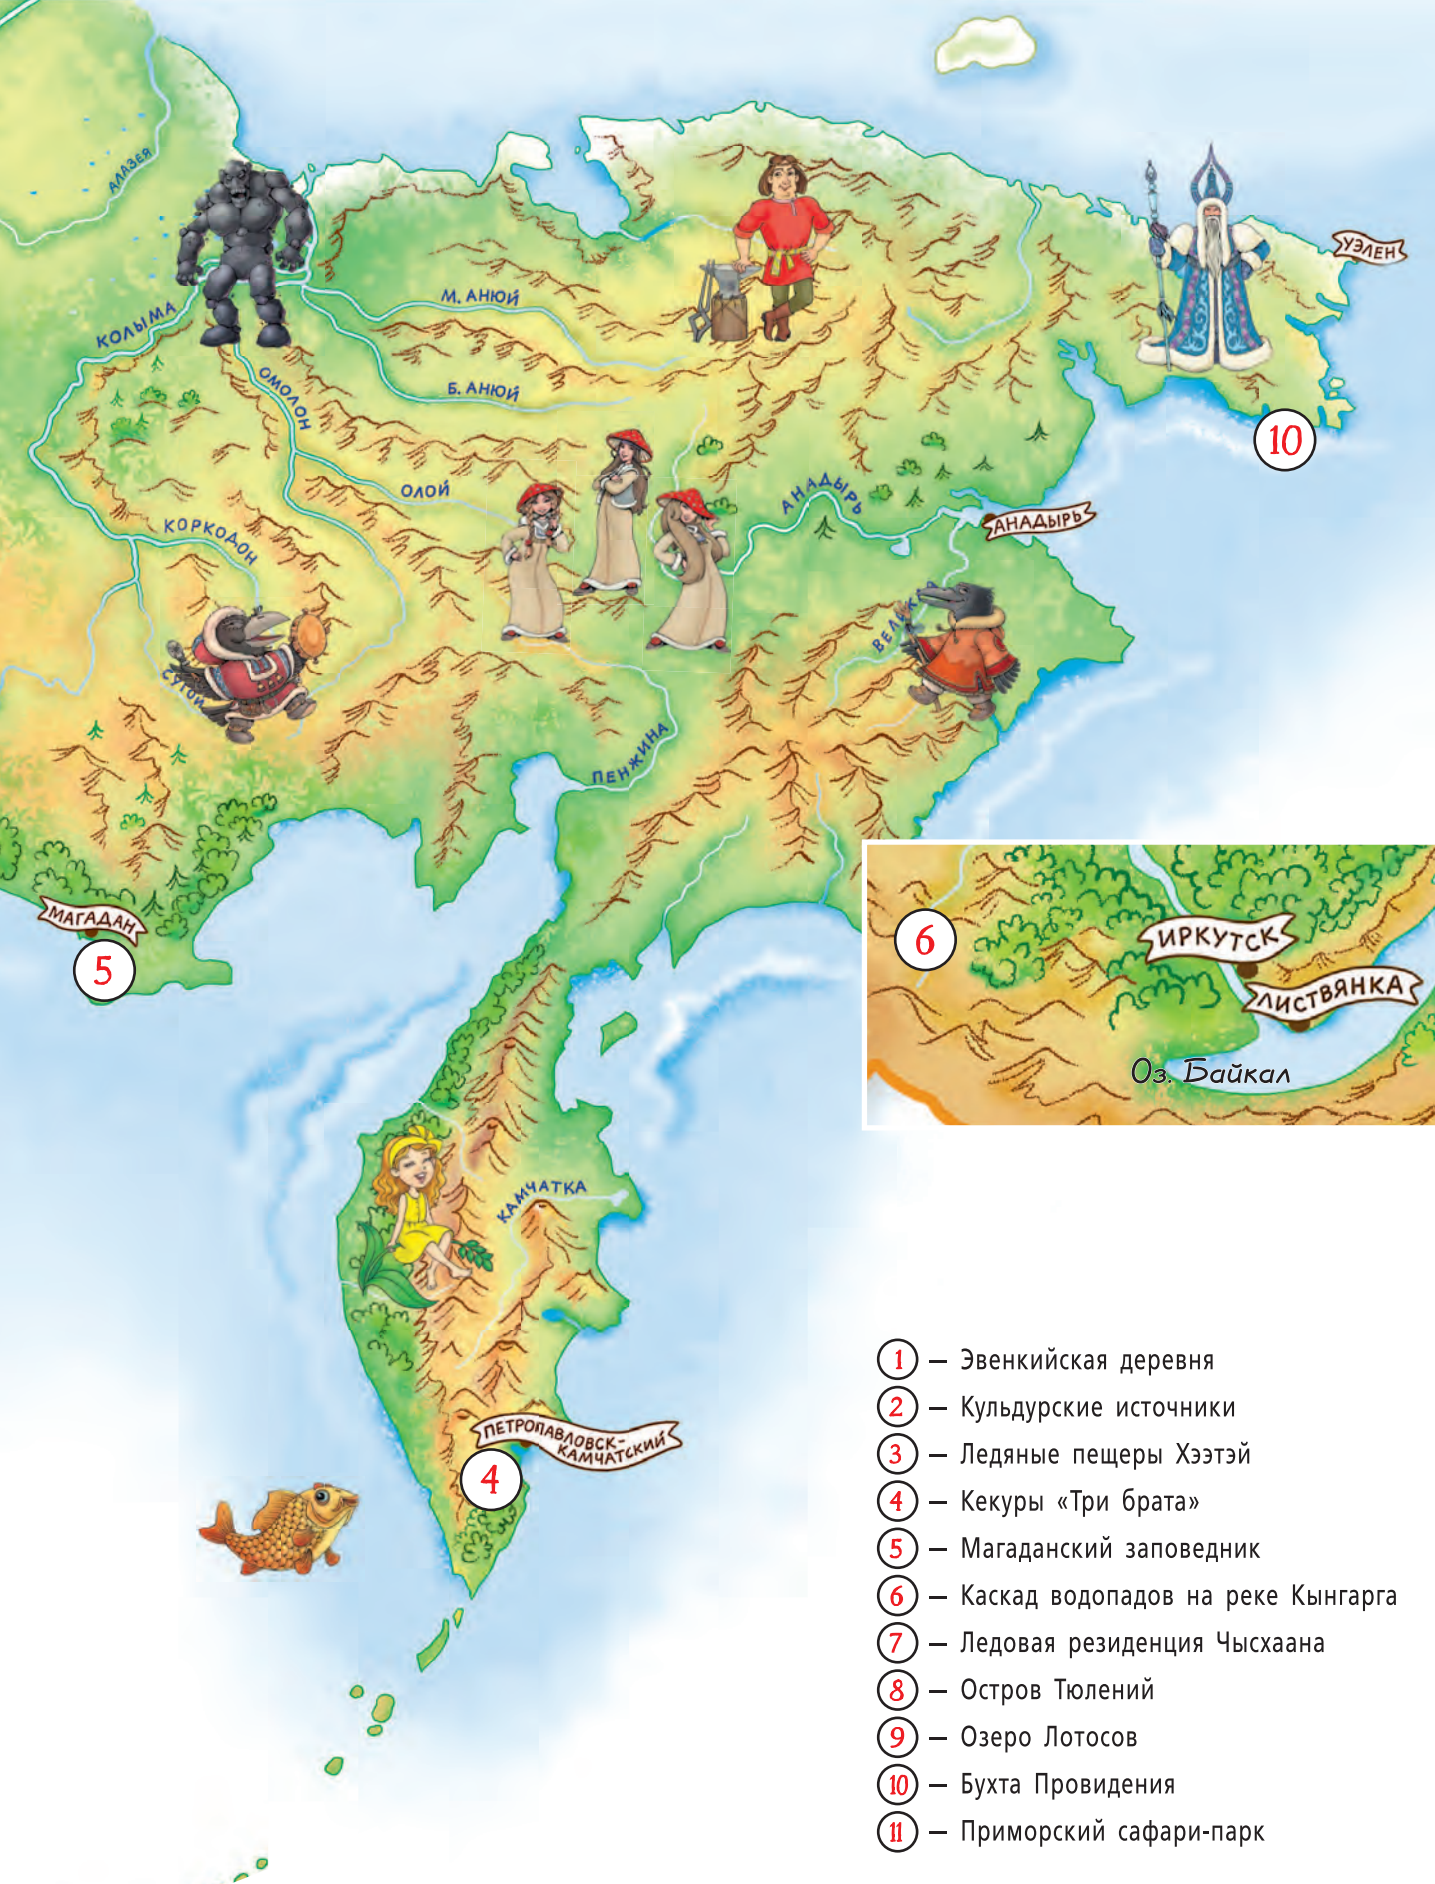 АЛАЗЕЯ
УЭЛЕН
КОЛЫМА
М. АНЮЙ
ОМОЛОН
Б. АНЮЙ
10
ОЛОЙ
АНАДЫРЬ
АНАДЫРЬ
КОРКОДОН
СУГОЙ
ПЕНЖИНА
МАГАДАН
5
6
ИРКУТСК
ЛИСТВЯНКА
Оз. Байкал
КАМЧАТКА
ПЕТРОПАВЛОВСК-
КАМЧАТСКИЙ
4
1 — Эвенкийская деревня
2 — Кульдурские источники
3 — Ледяные пещеры Хээтэй
4 — Кекуры «Три брата»
5 — Магаданский заповедник
6 — Каскад водопадов на реке Кынгарга
7 — Ледовая резиденция Чысхаана
8 — Остров Тюлений
9 — Озеро Лотосов
10 — Бухта Провидения
11 — Приморский сафари-парк